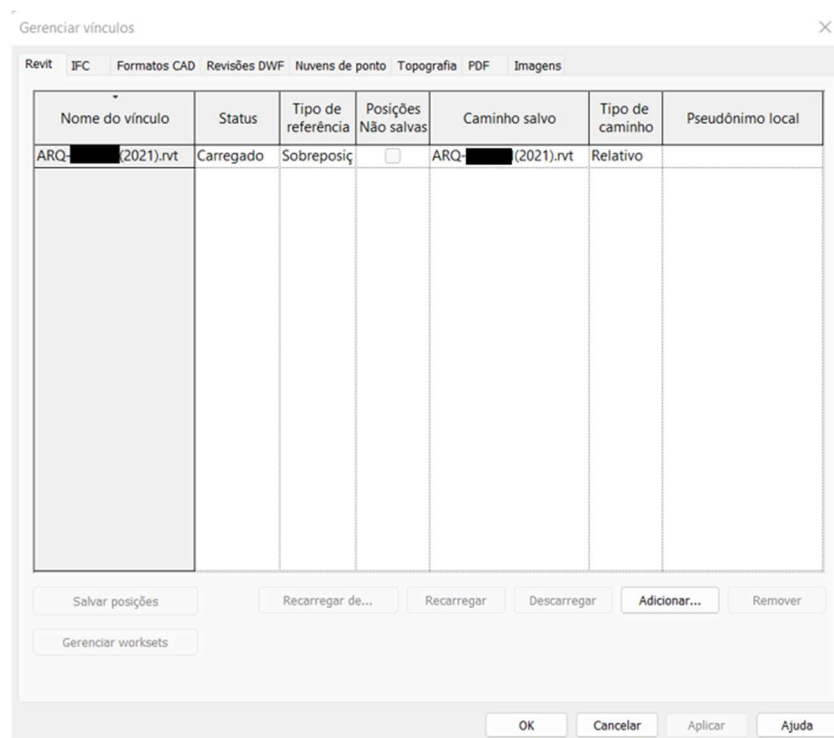 Gerenciar vínculos
Revit IFC Formatos CAD Revisões DWF Nuvens de ponto Topografia PDF Imagens
Nome do vínculo Status Tipo de referência Posições Não salvas Caminho salvo Tipo de caminho Pseudônimo local
ARQ- (2021).rvt Carregado Sobreposiç ARQ- (2021).rvt Relativo
Salvar posições Recarregar de... Recarregar Descarregar Adicionar... Remover
Gerenciar worksets
OK Cancelar Aplicar Ajuda